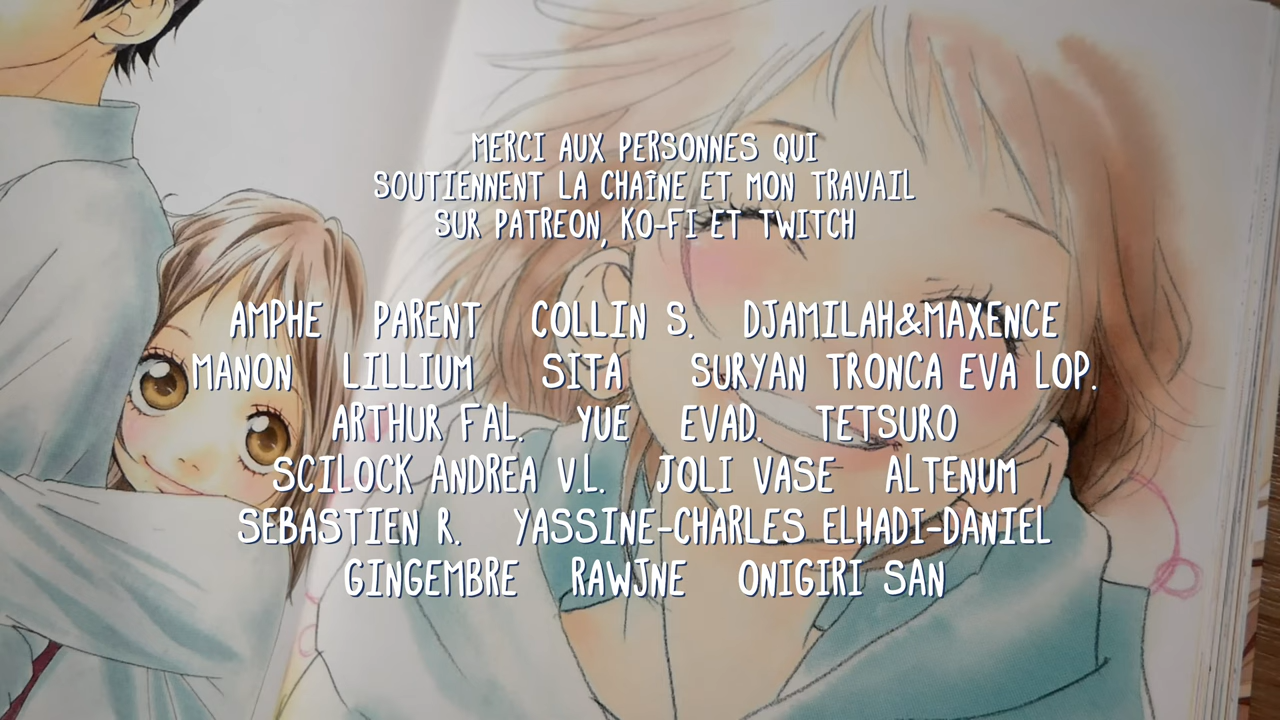 MERCI AUX PERSONNES QUI
SOUTIENNENT LA CHAÎNE ET MON TRAVAIL
SUR PATREON, KO-FI ET TWITCH
AMPHE PARENT COLLIN S. DJAMILAH&MAXENCE
MANON LILLIUM SITA SURYAN TRONCA EVA LOP.
ARTHUR FAL. YUE EVAD. TETSURO
SCILOCK ANDREA V.L. JOLI VASE ALTENUM
SEBASTIEN R. YASSINE-CHARLES ELHADI-DANIEL
GINGEMBRE RAWJNE ONIGIRI SAN